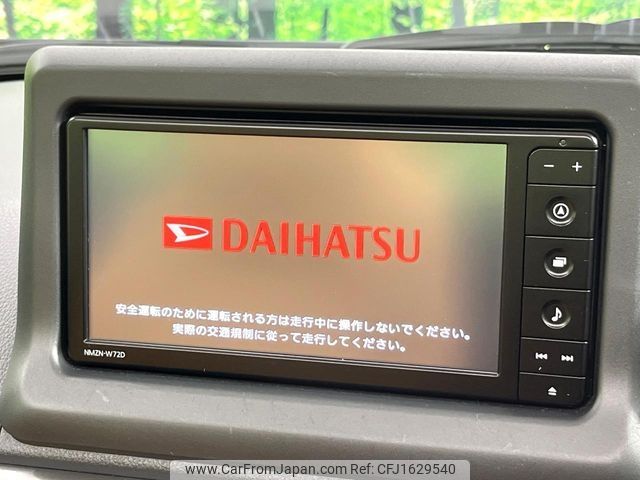 DAIHATSU
安全運転のために運転される方は走行中に操作しないでください。
実際の交通規制に従って走行してください。
NMZN-W72D
www.CarFromJapan.com | CFJ1629540